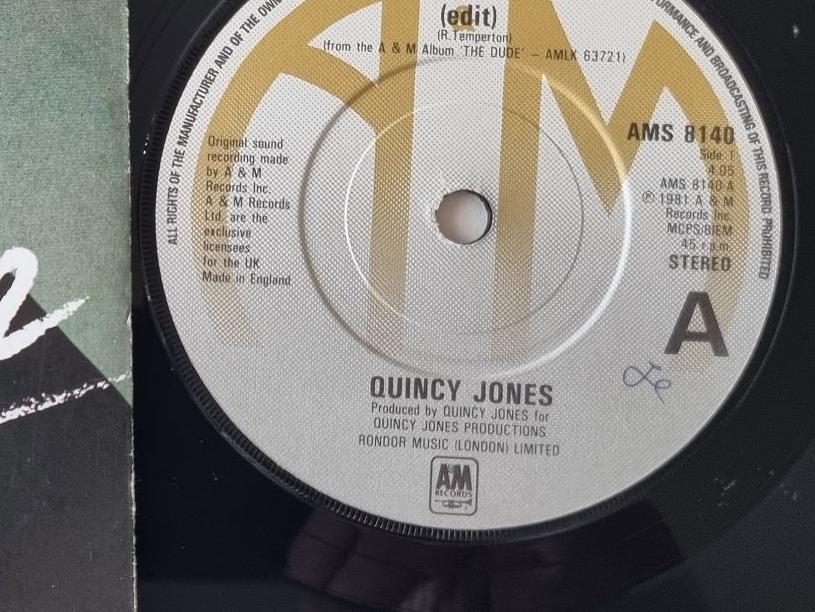 ALL RIGHTS OF THE MANUFACTURER AND OF THE OWN
FORMANCE AND BROADCASTING OF THIS RECORD PROHIBITED
(edit)
(R.Temperton)
(from the A & M Album 'THE DUDE' – AMLK 63721)
Original sound
recording made
by A & M
Records Inc.
A & M Records
Ltd. are the
exclusive
licensees
for the UK
Made in England
AMS 8140
Side 1
4.05
AMS 8140-A
℗ 1981 A & M
Records Inc.
MCPS/BIEM
45 r.p.m.
STEREO
A
QUINCY JONES
Produced by QUINCY JONES for
QUINCY JONES PRODUCTIONS
RONDOR MUSIC (LONDON) LIMITED
AM
RECORDS